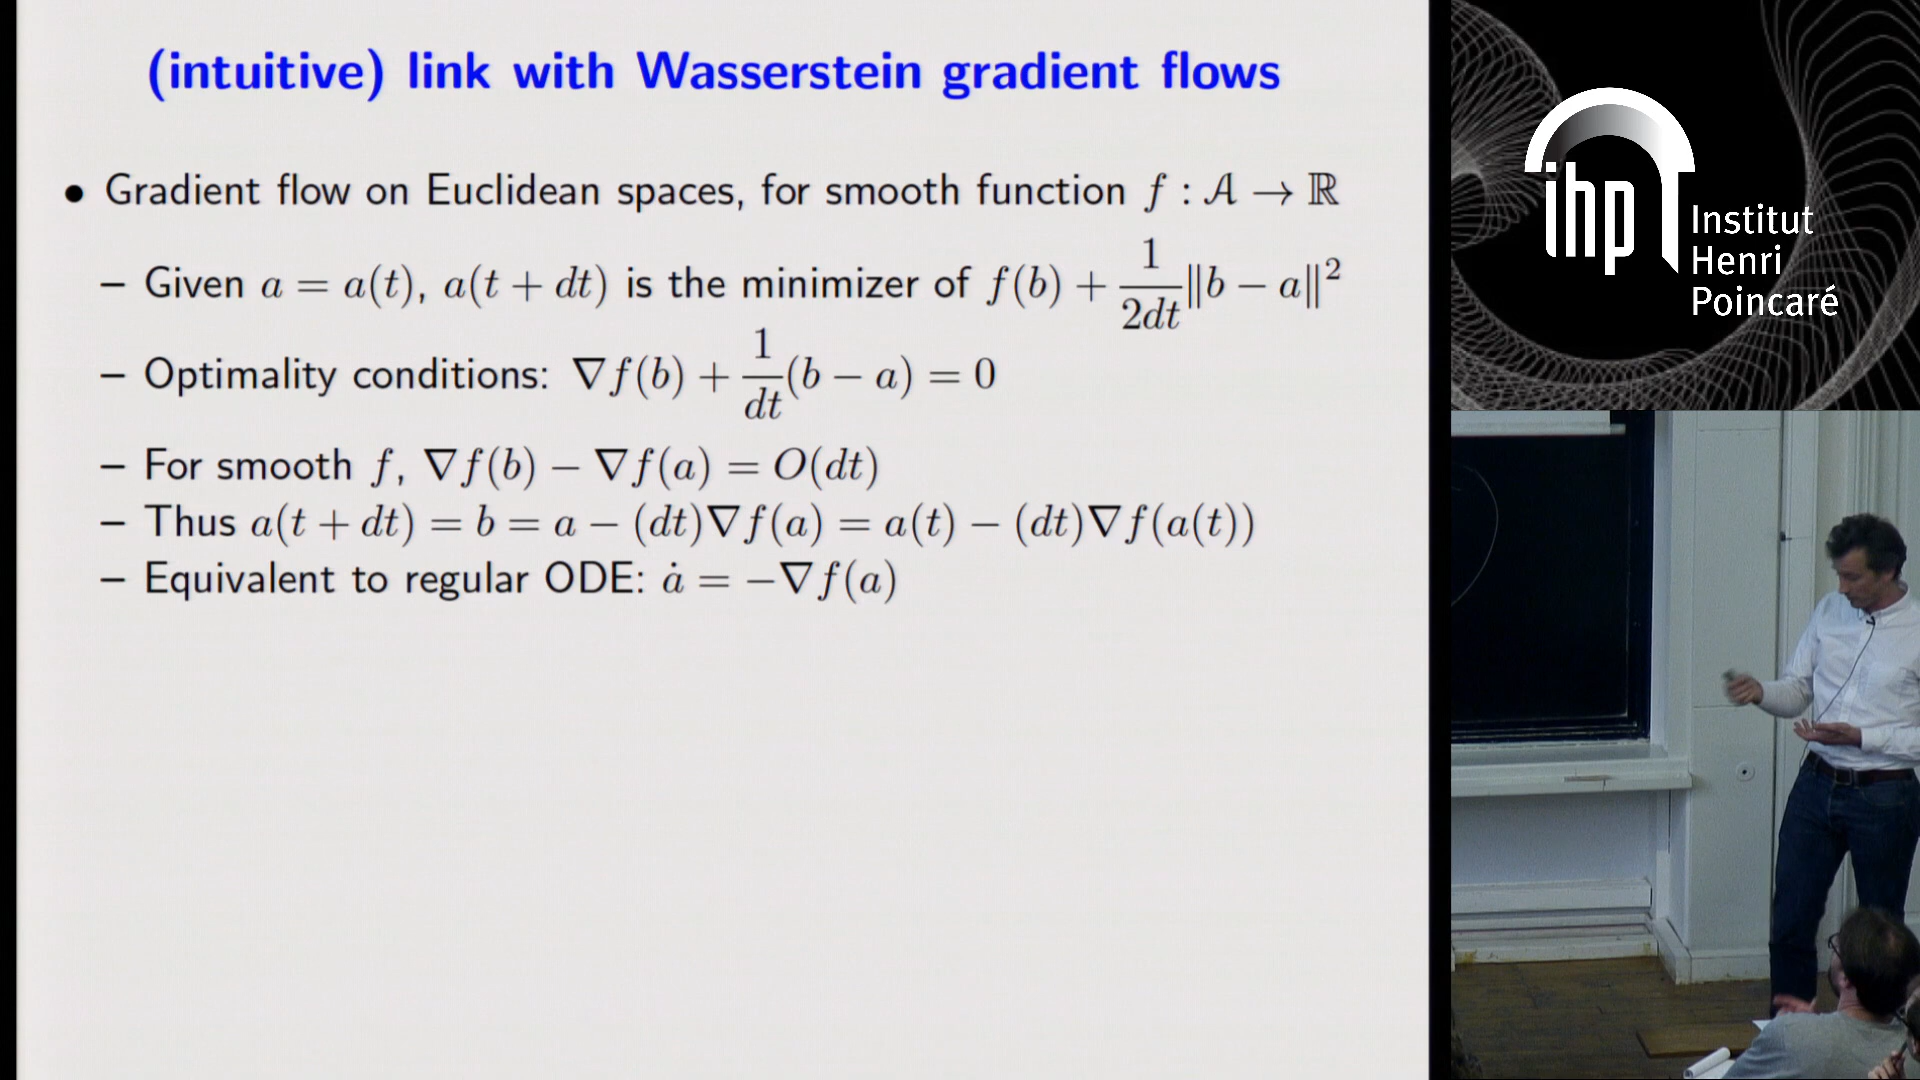 (intuitive) link with Wasserstein gradient flows
• Gradient flow on Euclidean spaces, for smooth function f : 𝒜 → ℝ
– Given a = a(t), a(t + dt) is the minimizer of f(b) + 1/2dt ‖b − a‖²
– Optimality conditions: ∇f(b) + 1/dt (b − a) = 0
– For smooth f, ∇f(b) − ∇f(a) = O(dt)
– Thus a(t + dt) = b = a − (dt)∇f(a) = a(t) − (dt)∇f(a(t))
– Equivalent to regular ODE: ȧ = −∇f(a)
ihp
Institut
Henri
Poincaré